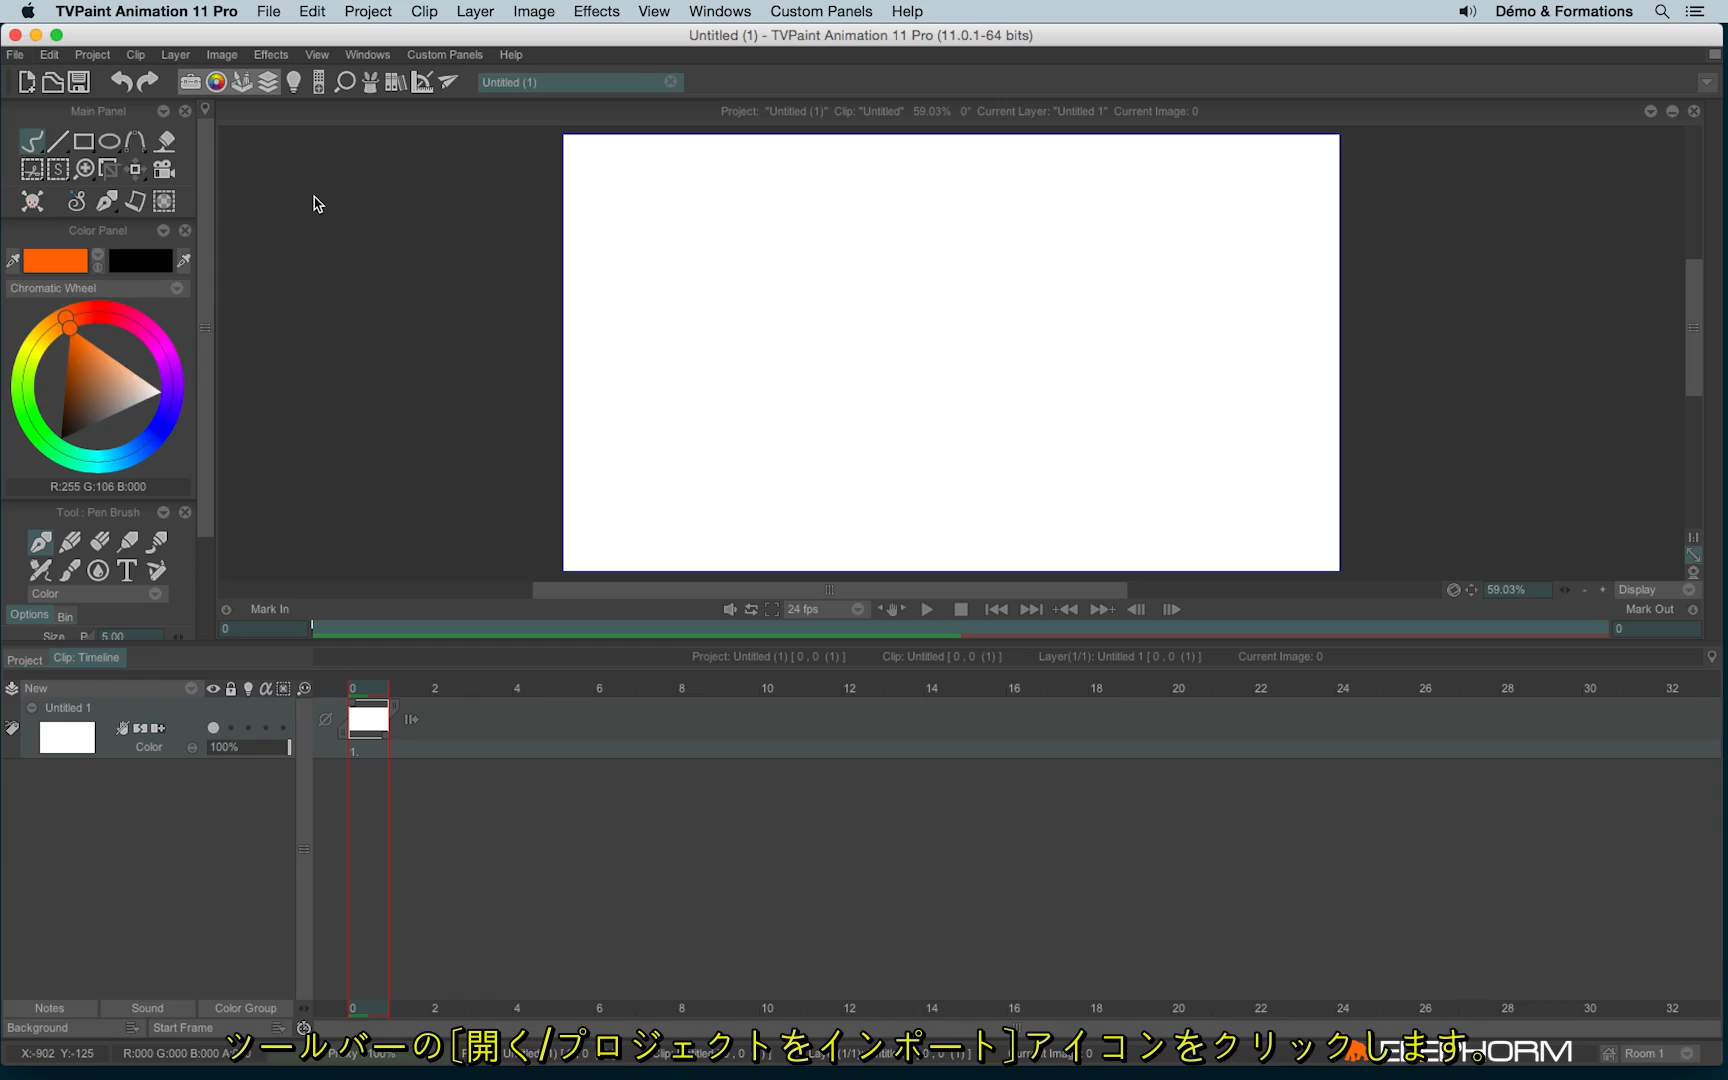 TVPaint Animation 11 Pro File Edit Project Clip Layer Image Effects View Windows Custom Panels Help Démo & Formations
Untitled (1) - TVPaint Animation 11 Pro (11.0.1-64 bits)
File Edit Project Clip Layer Image Effects View Windows Custom Panels Help
Untitled (1)
Main Panel
Project: "Untitled (1)" Clip: "Untitled" 59.03% 0° Current Layer: "Untitled 1" Current Image: 0
Color Panel
Chromatic Wheel
R:255 G:106 B:000
Tool : Pen Brush
Color
59.03% - + Display
Options Bin
Mark In 24 fps Mark Out
Size P 5.00
0 0
Project Clip: Timeline
Project: Untitled (1) [ 0 , 0 (1) ] Clip: Untitled [ 0 , 0 (1) ] Layer(1/1): Untitled 1 [ 0 , 0 (1) ] Current Image: 0
New
0 2 4 6 8 10 12 14 16 18 20 22 24 26 28 30 32
Untitled 1
Color 100%
1.
Notes Sound Color Group
0 2 4 6 8 10 12 14 16 18 20 22 24 26 28 30 32
Background Start Frame
ツールバーの[開く/プロジェクトをインポート]アイコンをクリックします。
X:-902 Y:-125 R:000 G:000 B:000 Room 1